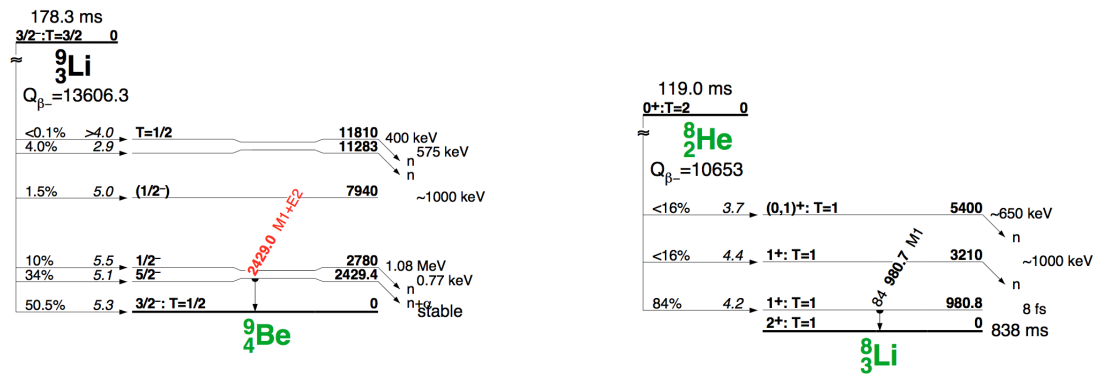 178.3 ms
3/2⁻:T=3/2 0
⁹₃Li
Qβ₋=13606.3
<0.1% >4.0 T=1/2 11810 400 keV
4.0% 2.9 11283 575 keV
n
n
1.5% 5.0 (1/2⁻) 7940 ~1000 keV
2429.0 M1+E2
10% 5.5 1/2⁻ 2780 1.08 MeV
34% 5.1 5/2⁻ 2429.4 0.77 keV
n
n+α
50.5% 5.3 3/2⁻: T=1/2 0 stable
⁹₄Be
119.0 ms
0+:T=2 0
⁸₂He
Qβ₋=10653
<16% 3.7 (0,1)⁺: T=1 5400 ~650 keV
n
84 980.7 M1
<16% 4.4 1+: T=1 3210 ~1000 keV
n
84% 4.2 1+: T=1 980.8 8 fs
2+: T=1 0 838 ms
⁸₃Li